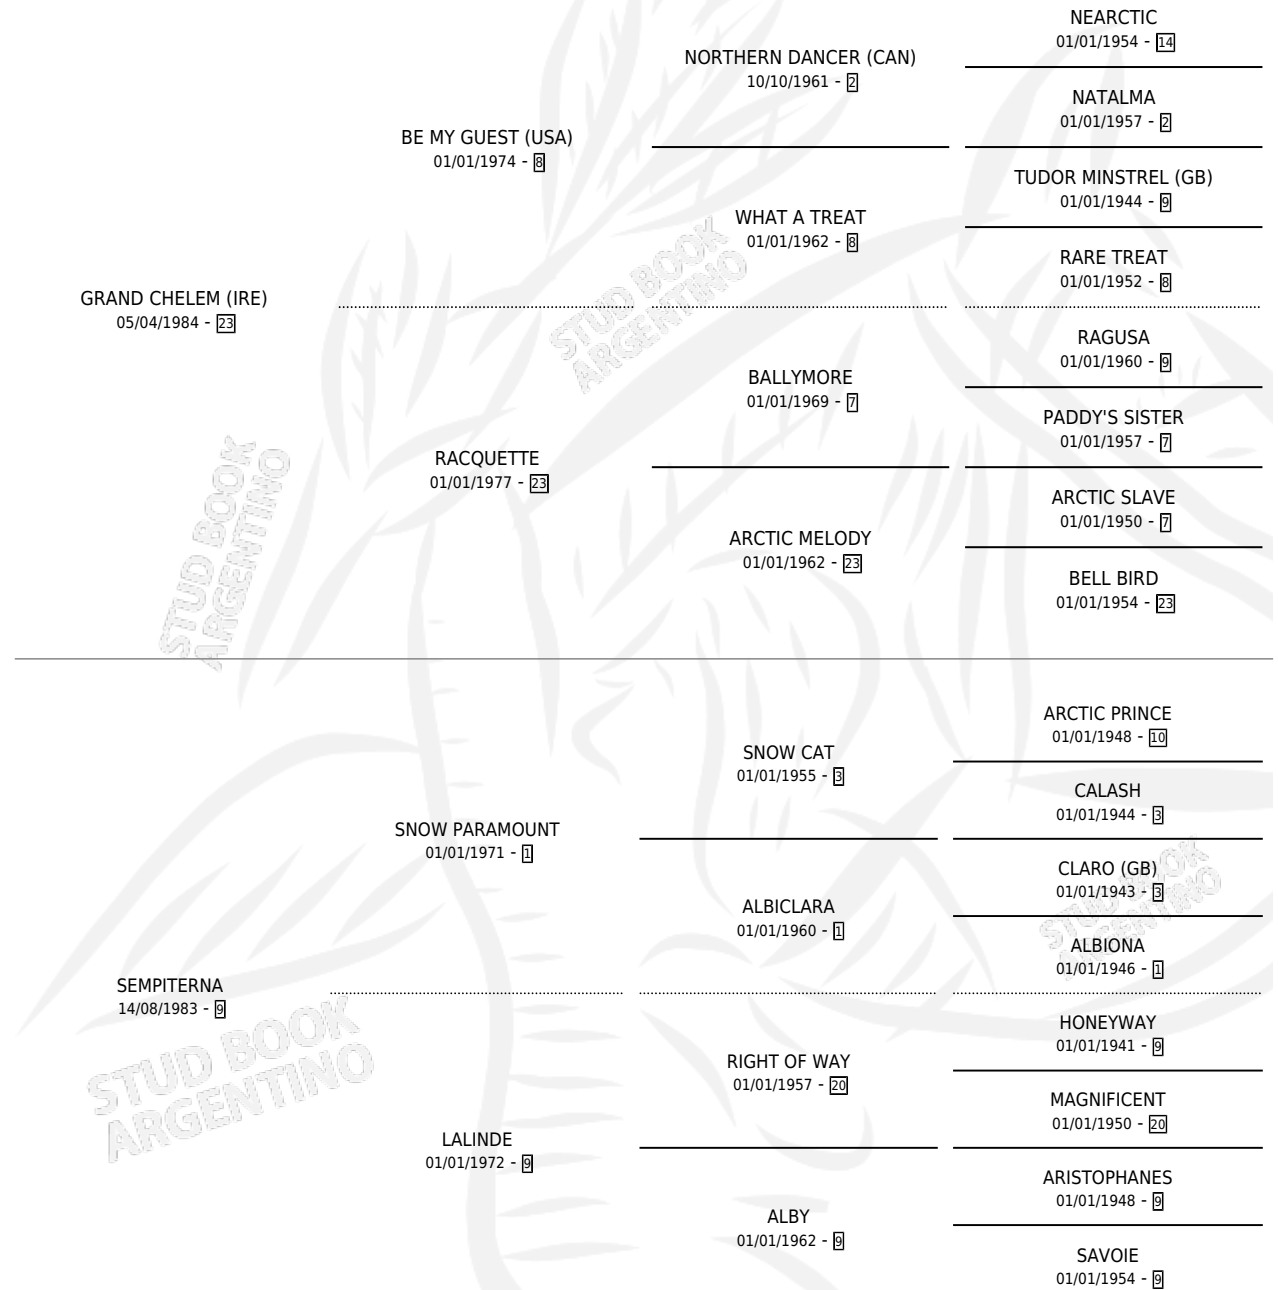 NEARCTIC
01/01/1954 - 14
NORTHERN DANCER (CAN)
10/10/1961 - 2
NATALMA
01/01/1957 - 2
BE MY GUEST (USA)
01/01/1974 - 8
TUDOR MINSTREL (GB)
01/01/1944 - 9
WHAT A TREAT
01/01/1962 - 8
RARE TREAT
01/01/1952 - 8
GRAND CHELEM (IRE)
05/04/1984 - 23
STUD BOOK
ARGENTINO
RAGUSA
01/01/1960 - 9
BALLYMORE
01/01/1969 - 7
PADDY'S SISTER
01/01/1957 - 7
RACQUETTE
01/01/1977 - 23
ARCTIC SLAVE
01/01/1950 - 7
ARCTIC MELODY
01/01/1962 - 23
BELL BIRD
01/01/1954 - 23
STUD BOOK
ARGENTINO
ARCTIC PRINCE
01/01/1948 - 10
SNOW CAT
01/01/1955 - 3
CALASH
01/01/1944 - 3
SNOW PARAMOUNT
01/01/1971 - 1
CLARO (GB)
01/01/1943 - 3
ALBICLARA
01/01/1960 - 1
STUD BOOK
ARGENTINO
ALBIONA
01/01/1946 - 1
SEMPITERNA
14/08/1983 - 9
STUD BOOK
ARGENTINO
HONEYWAY
01/01/1941 - 9
RIGHT OF WAY
01/01/1957 - 20
MAGNIFICENT
01/01/1950 - 20
LALINDE
01/01/1972 - 9
ARISTOPHANES
01/01/1948 - 9
ALBY
01/01/1962 - 9
SAVOIE
01/01/1954 - 9